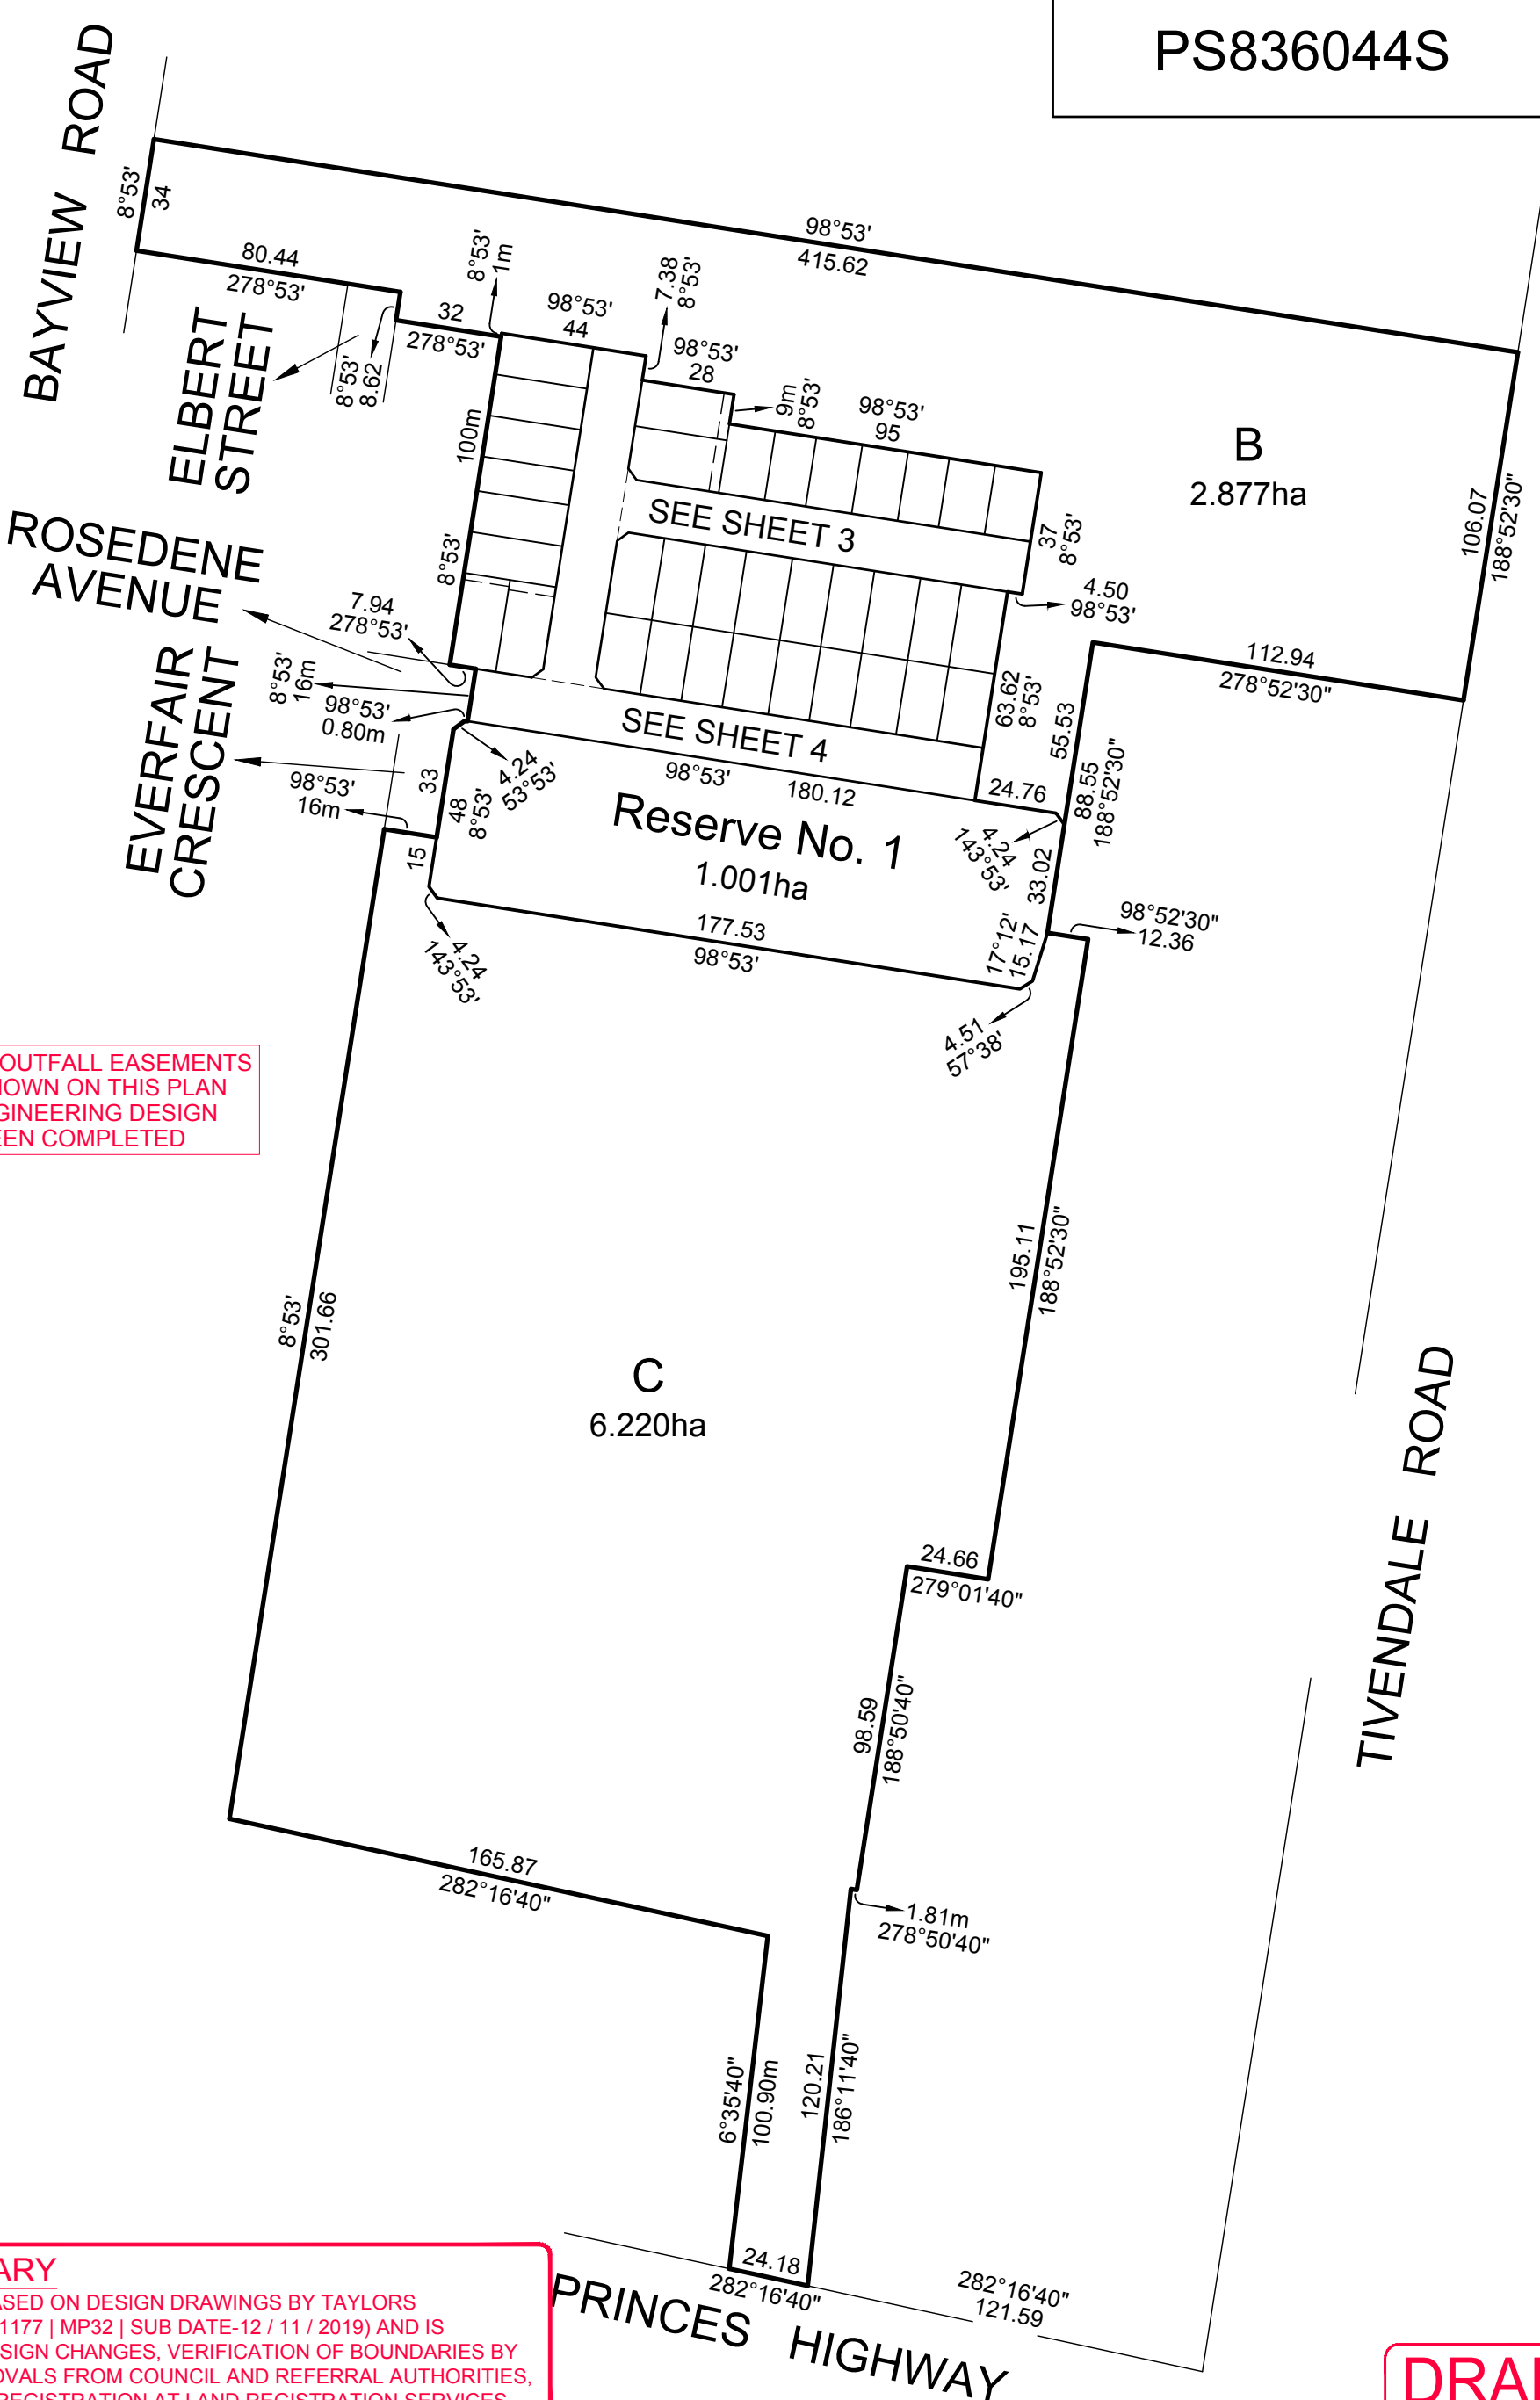 PS836044S
BAYVIEW ROAD
8°53'
34
98°53'
415.62
80.44
278°53'
8°53'
1m
32
278°53'
98°53'
44
7.38
8°53'
98°53'
28
9m
8°53'
98°53'
95
ELBERT
STREET
8°53'
8.62
100m
8°53'
B
2.877ha
106.07
188°52'30"
SEE SHEET 3
37
8°53'
4.50
98°53'
ROSEDENE
AVENUE
7.94
278°53'
112.94
278°52'30"
EVERFAIR
CRESCENT
8°53'
16m
98°53'
0.80m
63.62
8°53'
55.53
88.55
188°52'30"
SEE SHEET 4
98°53'
180.12
24.76
4.24
53°53'
33
48
8°53'
98°53'
16m
15
Reserve No. 1
1.001ha
4.24
143°53'
33.02
98°52'30"
12.36
177.53
98°53'
17°12'
15.17
4.24
143°53'
4.51
57°38'
OUTFALL EASEMENTS
OWN ON THIS PLAN
GINEERING DESIGN
EEN COMPLETED
195.11
188°52'30"
8°53'
301.66
C
6.220ha
TIVENDALE ROAD
24.66
279°01'40"
98.59
188°50'40"
165.87
282°16'40"
1.81m
278°50'40"
6°35'40"
100.90m
120.21
186°11'40"
24.18
282°16'40"
282°16'40"
121.59
PRINCES HIGHWAY
ARY
ASED ON DESIGN DRAWINGS BY TAYLORS
1177 | MP32 | SUB DATE-12 / 11 / 2019) AND IS
SIGN CHANGES, VERIFICATION OF BOUNDARIES BY
OVALS FROM COUNCIL AND REFERRAL AUTHORITIES,
REGISTRATION AT LAND REGISTRATION SERVICES
DRA